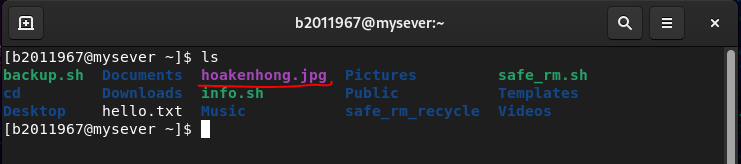 b2011967@mysever:~
[b2011967@mysever ~]$ ls
backup.sh Documents hoakenhong.jpg Pictures safe_rm.sh
cd Downloads info.sh Public Templates
Desktop hello.txt Music safe_rm_recycle Videos
[b2011967@mysever ~]$